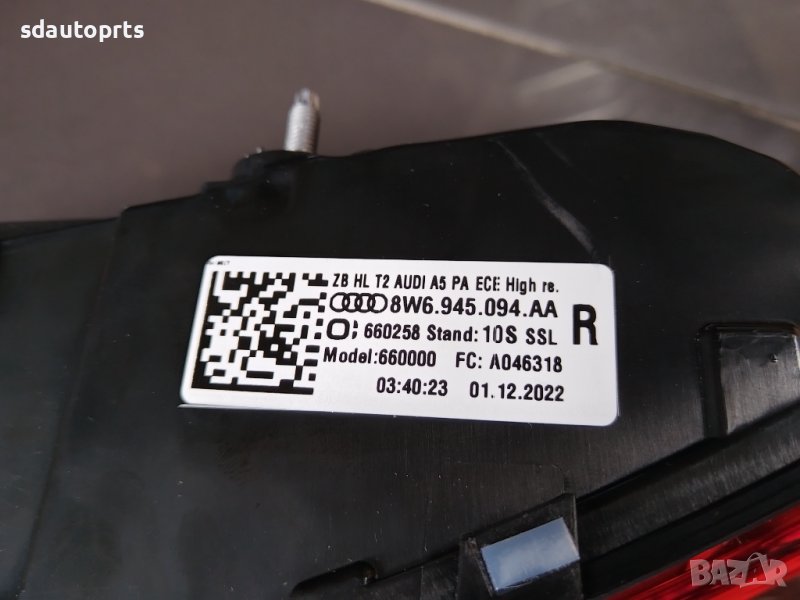 sdautoprts
ZB HL T2 AUDI A5 PA ECE High re.
8W6.945.094.AA
R
660258 Stand: 10S SSL
Model:660000 FC: A046318
03:40:23 01.12.2022
BAZAR